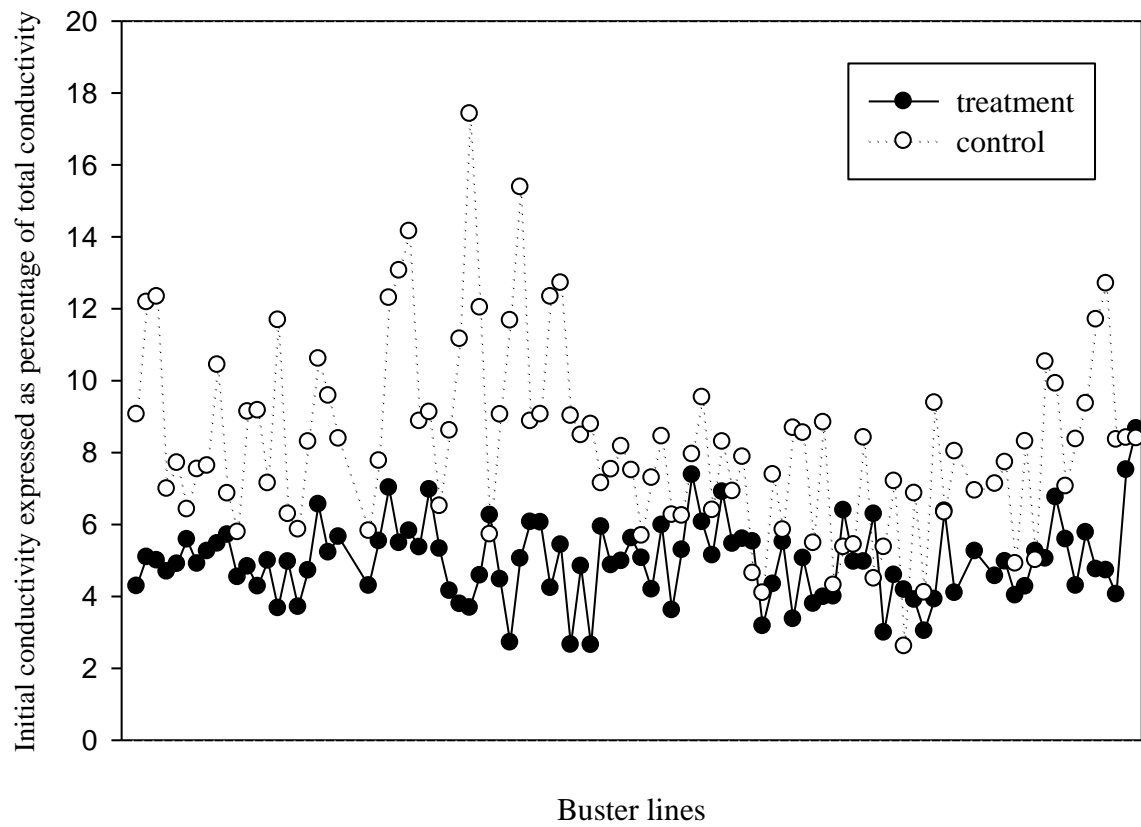 Initial conductivity expressed as percentage of total conductivity
20
18
16
14
12
10
8
6
4
2
0
treatment
control
Buster lines